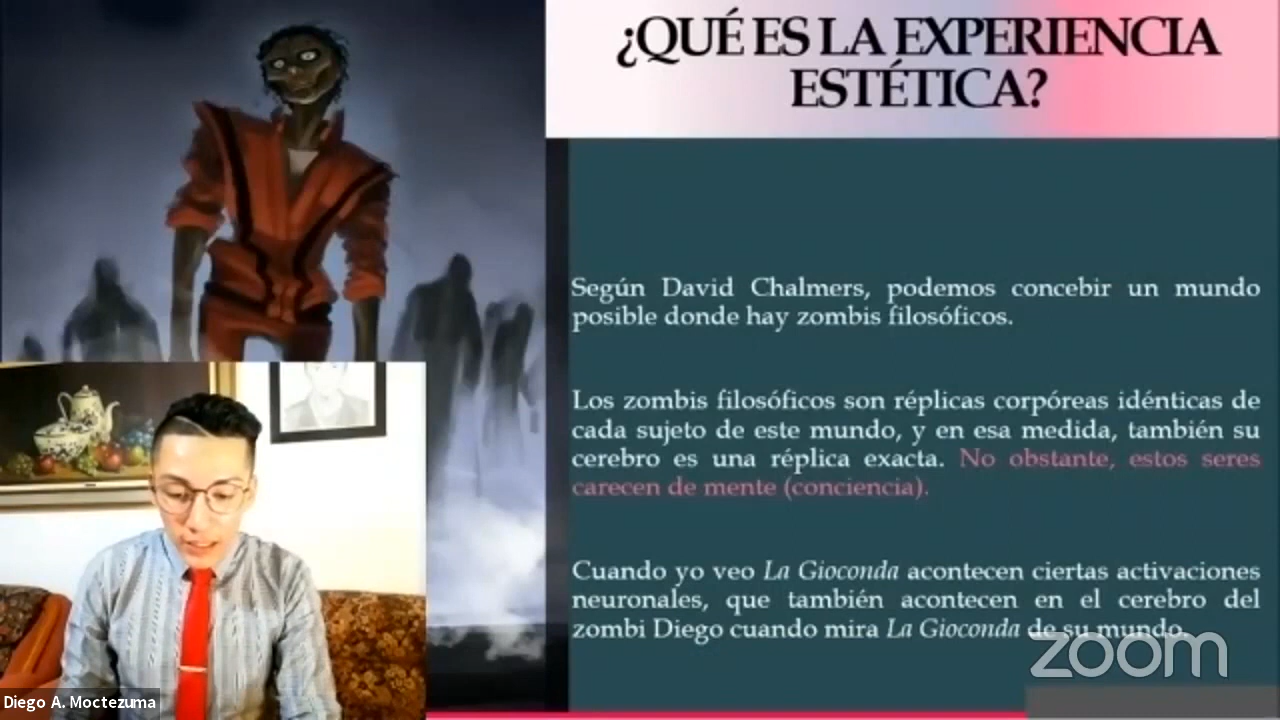 ¿QUÉ ES LA EXPERIENCIA
ESTÉTICA?
Según David Chalmers, podemos concebir un mundo
posible donde hay zombis filosóficos.
Los zombis filosóficos son réplicas corpóreas idénticas de
cada sujeto de este mundo, y en esa medida, también su
cerebro es una réplica exacta. No obstante, estos seres
carecen de mente (conciencia).
Cuando yo veo La Gioconda acontecen ciertas activaciones
neuronales, que también acontecen en el cerebro del
zombi Diego cuando mira La Gioconda de su mundo.
zoom
Diego A. Moctezuma